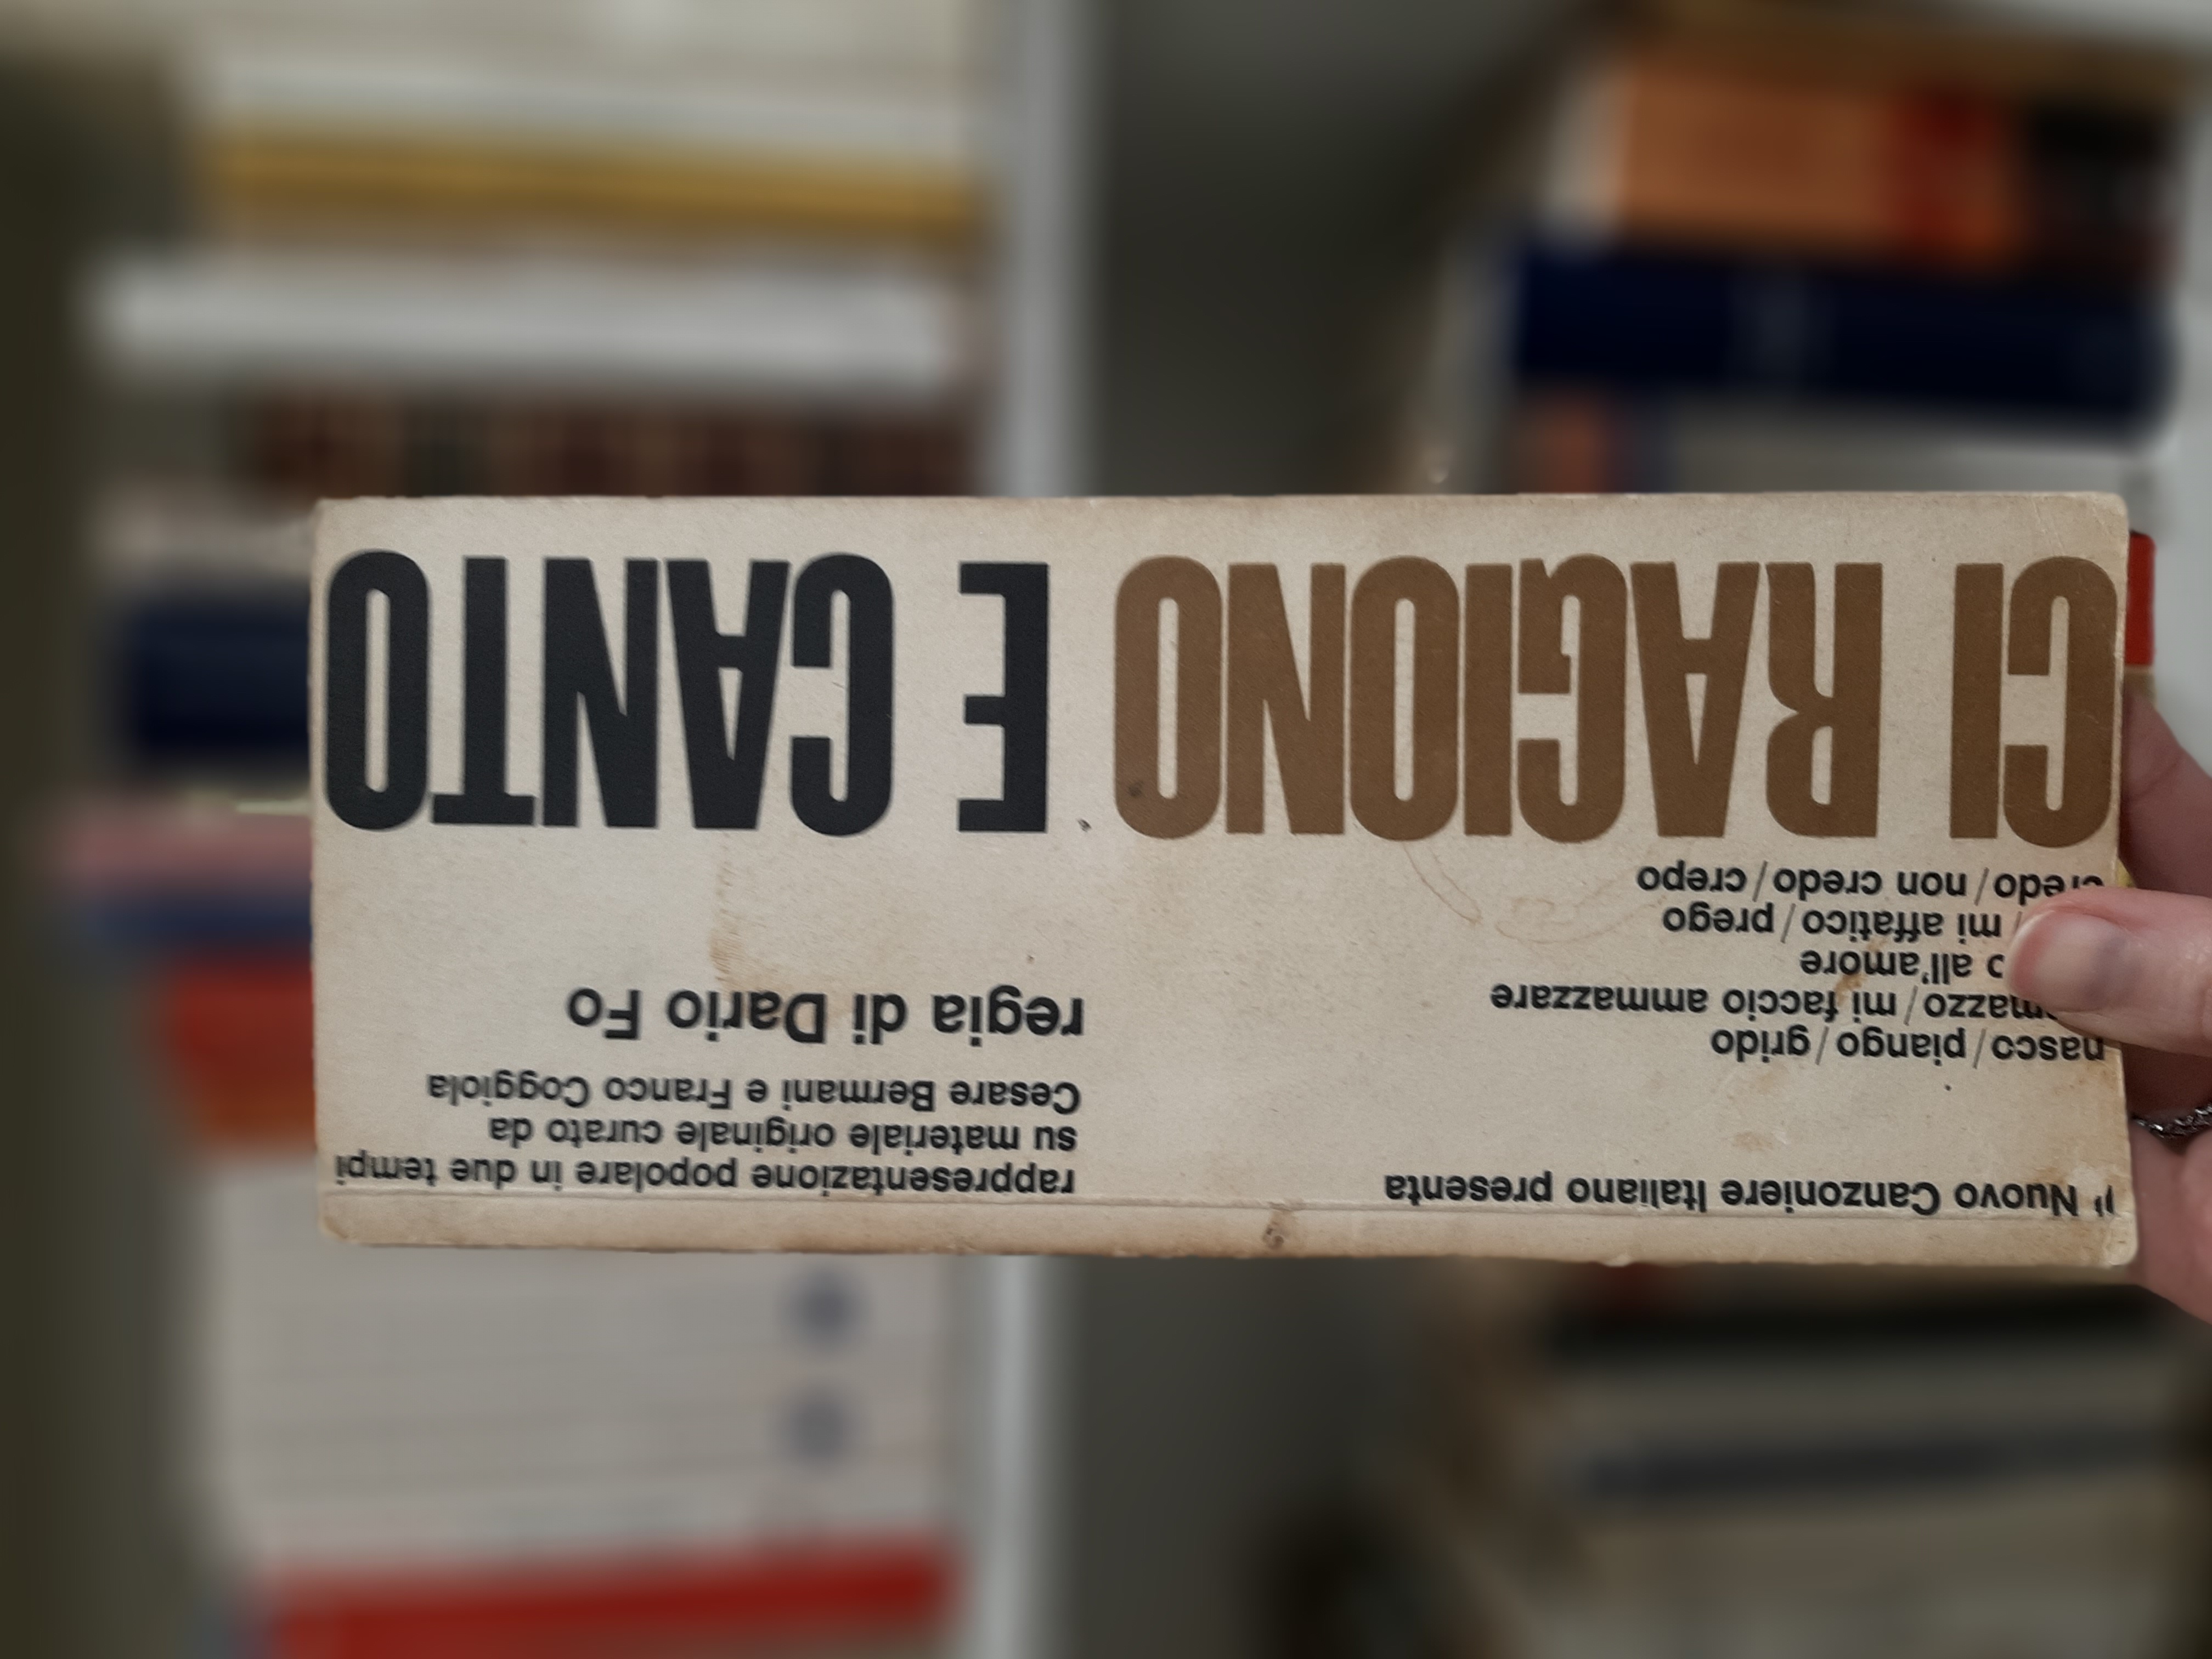 il Nuovo Canzoniere Italiano presenta
nasco/piango/grido
mi faccio ammazzare
all'amore
mi affatico/prego
credo/non credo/crepo
rappresentazione popolare in due tempi
su materiale originale curato da
Cesare Bermani e Franco Coggiola
regia di Dario Fo
CI RAGIONO E CANTO